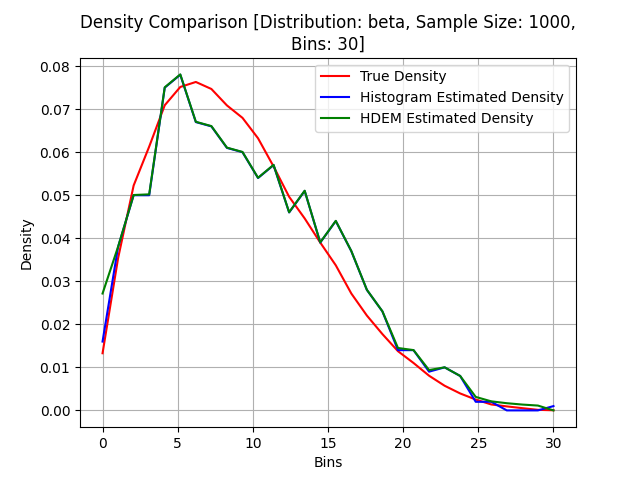 Density Comparison [Distribution: beta, Sample Size: 1000,
Bins: 30]
True Density
Histogram Estimated Density
HDEM Estimated Density
Density
0.08
0.07
0.06
0.05
0.04
0.03
0.02
0.01
0.00
0 5 10 15 20 25 30
Bins